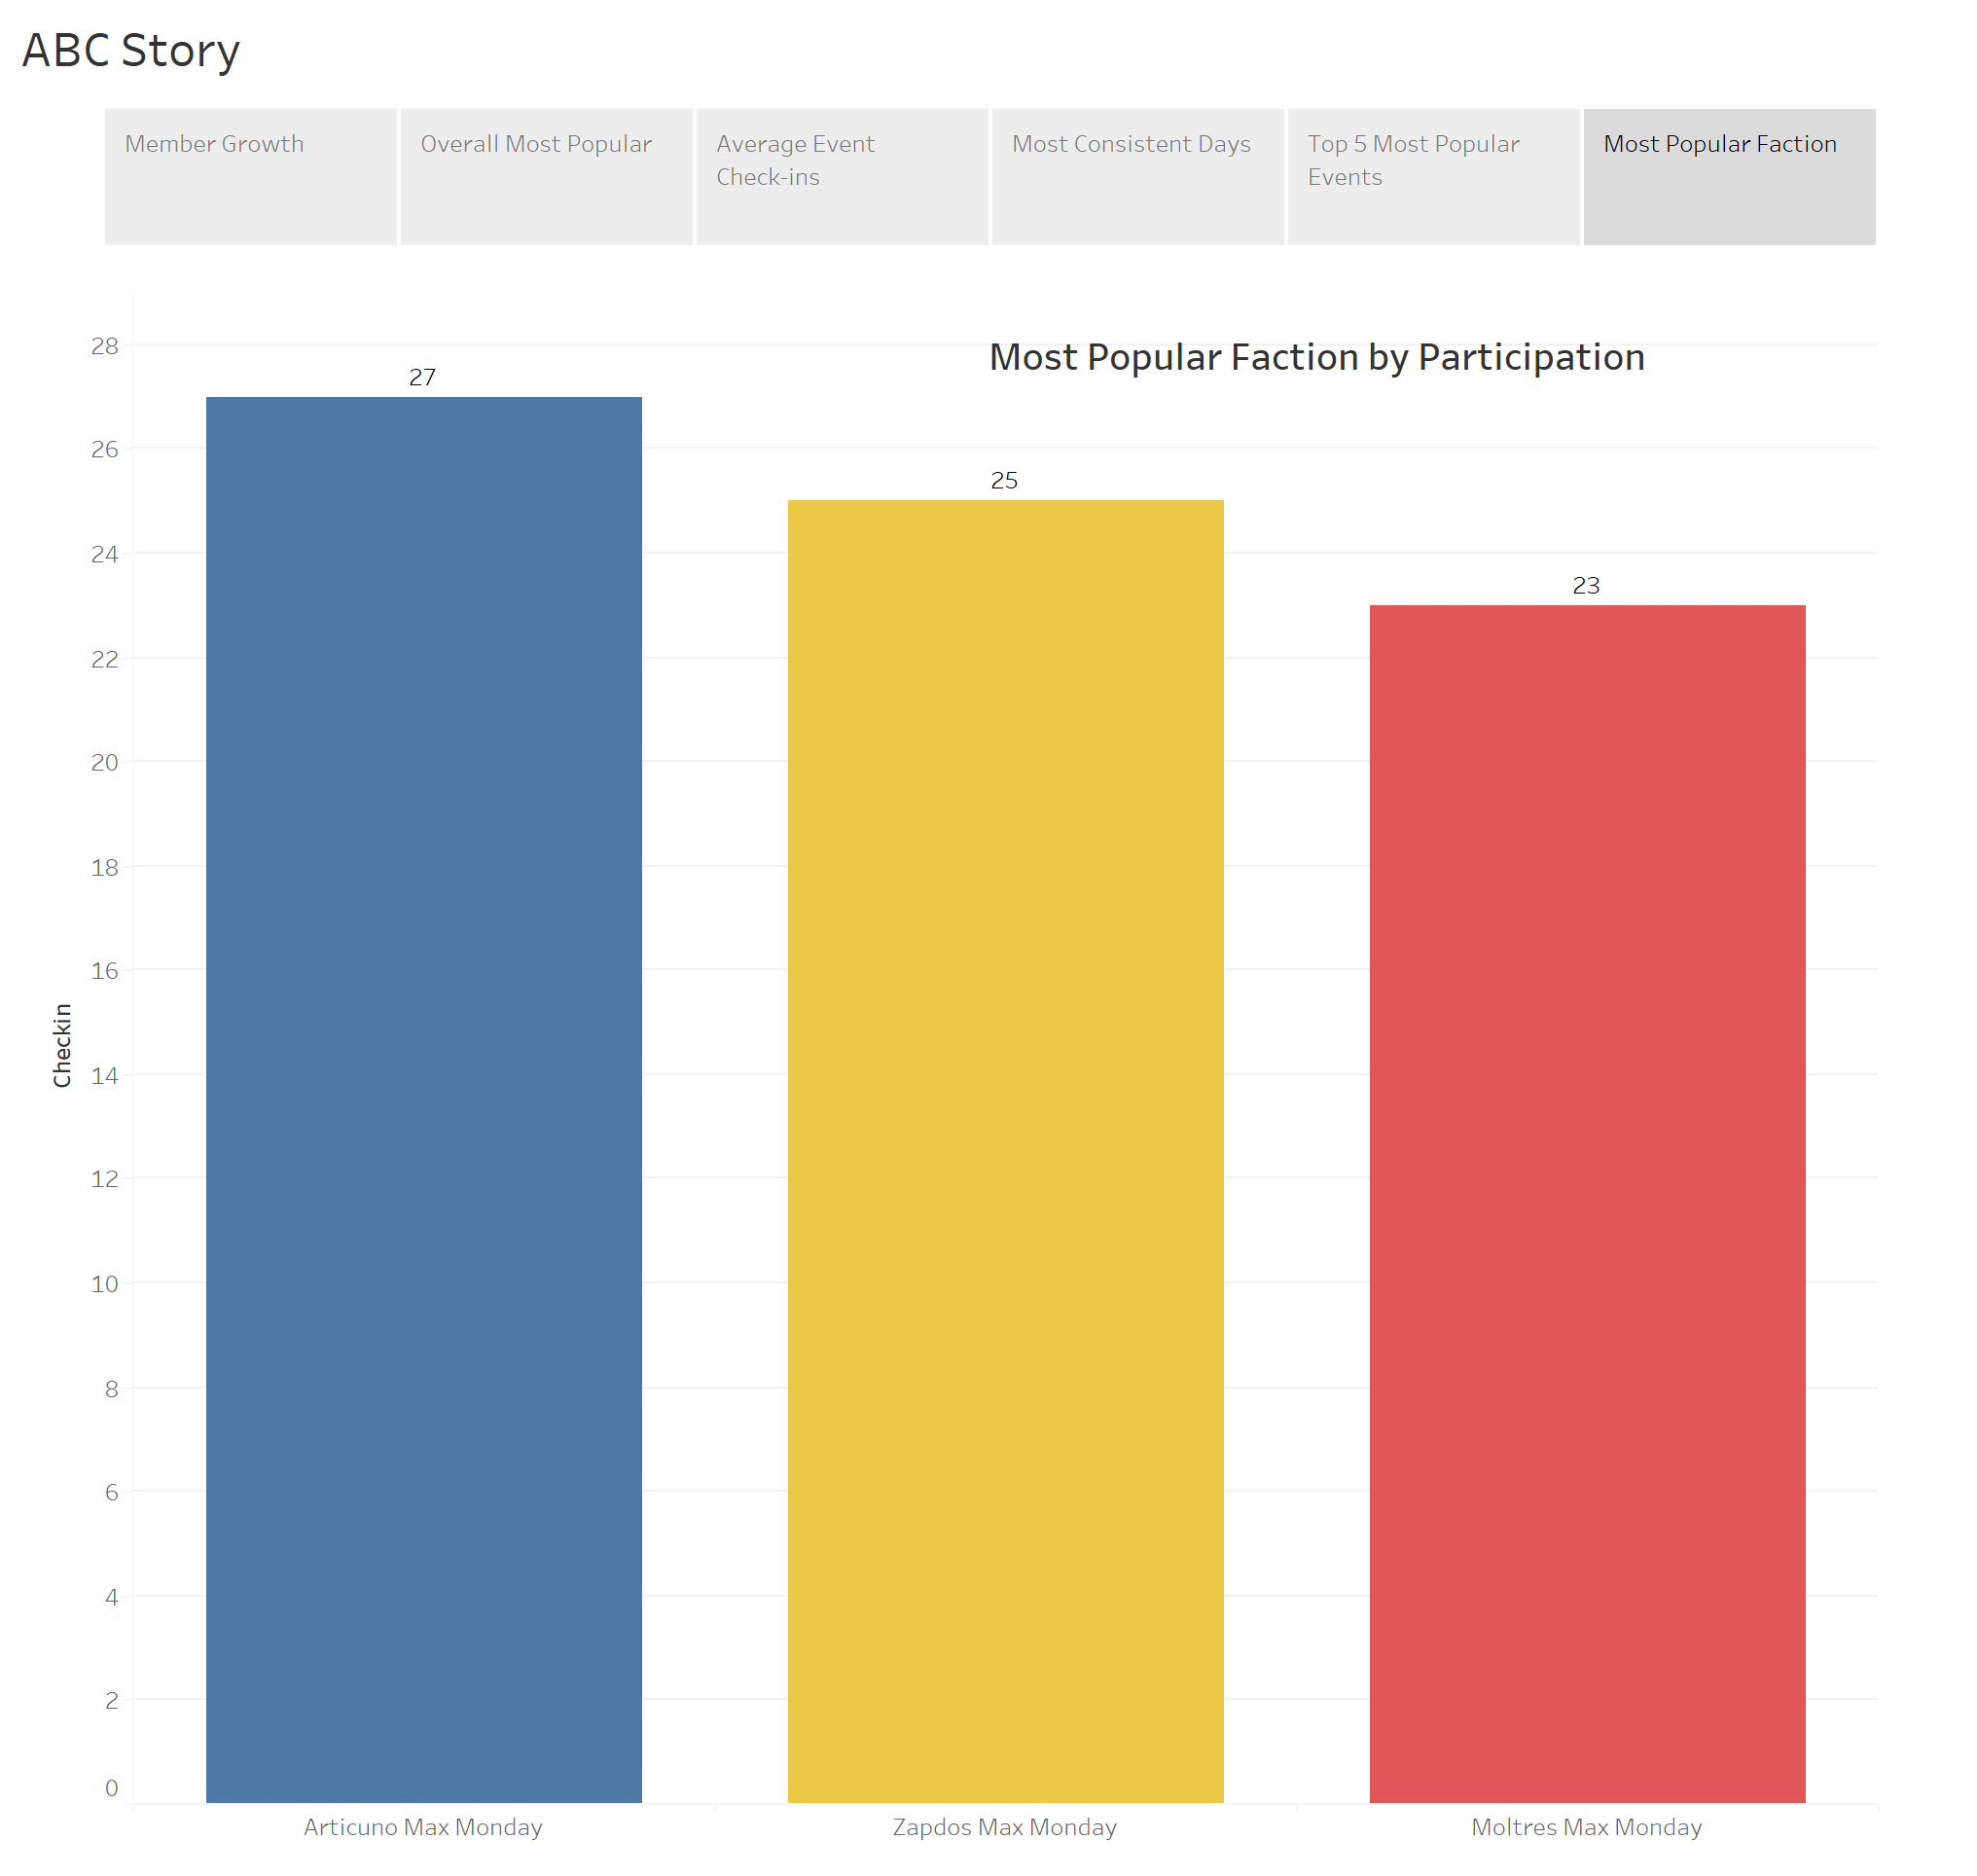 ABC Story
Member Growth
Overall Most Popular
Average Event
Check-ins
Most Consistent Days
Top 5 Most Popular
Events
Most Popular Faction
Most Popular Faction by Participation
28
26
24
22
20
18
16
14
12
10
8
6
4
2
0
Checkin
27
25
23
Articuno Max Monday
Zapdos Max Monday
Moltres Max Monday